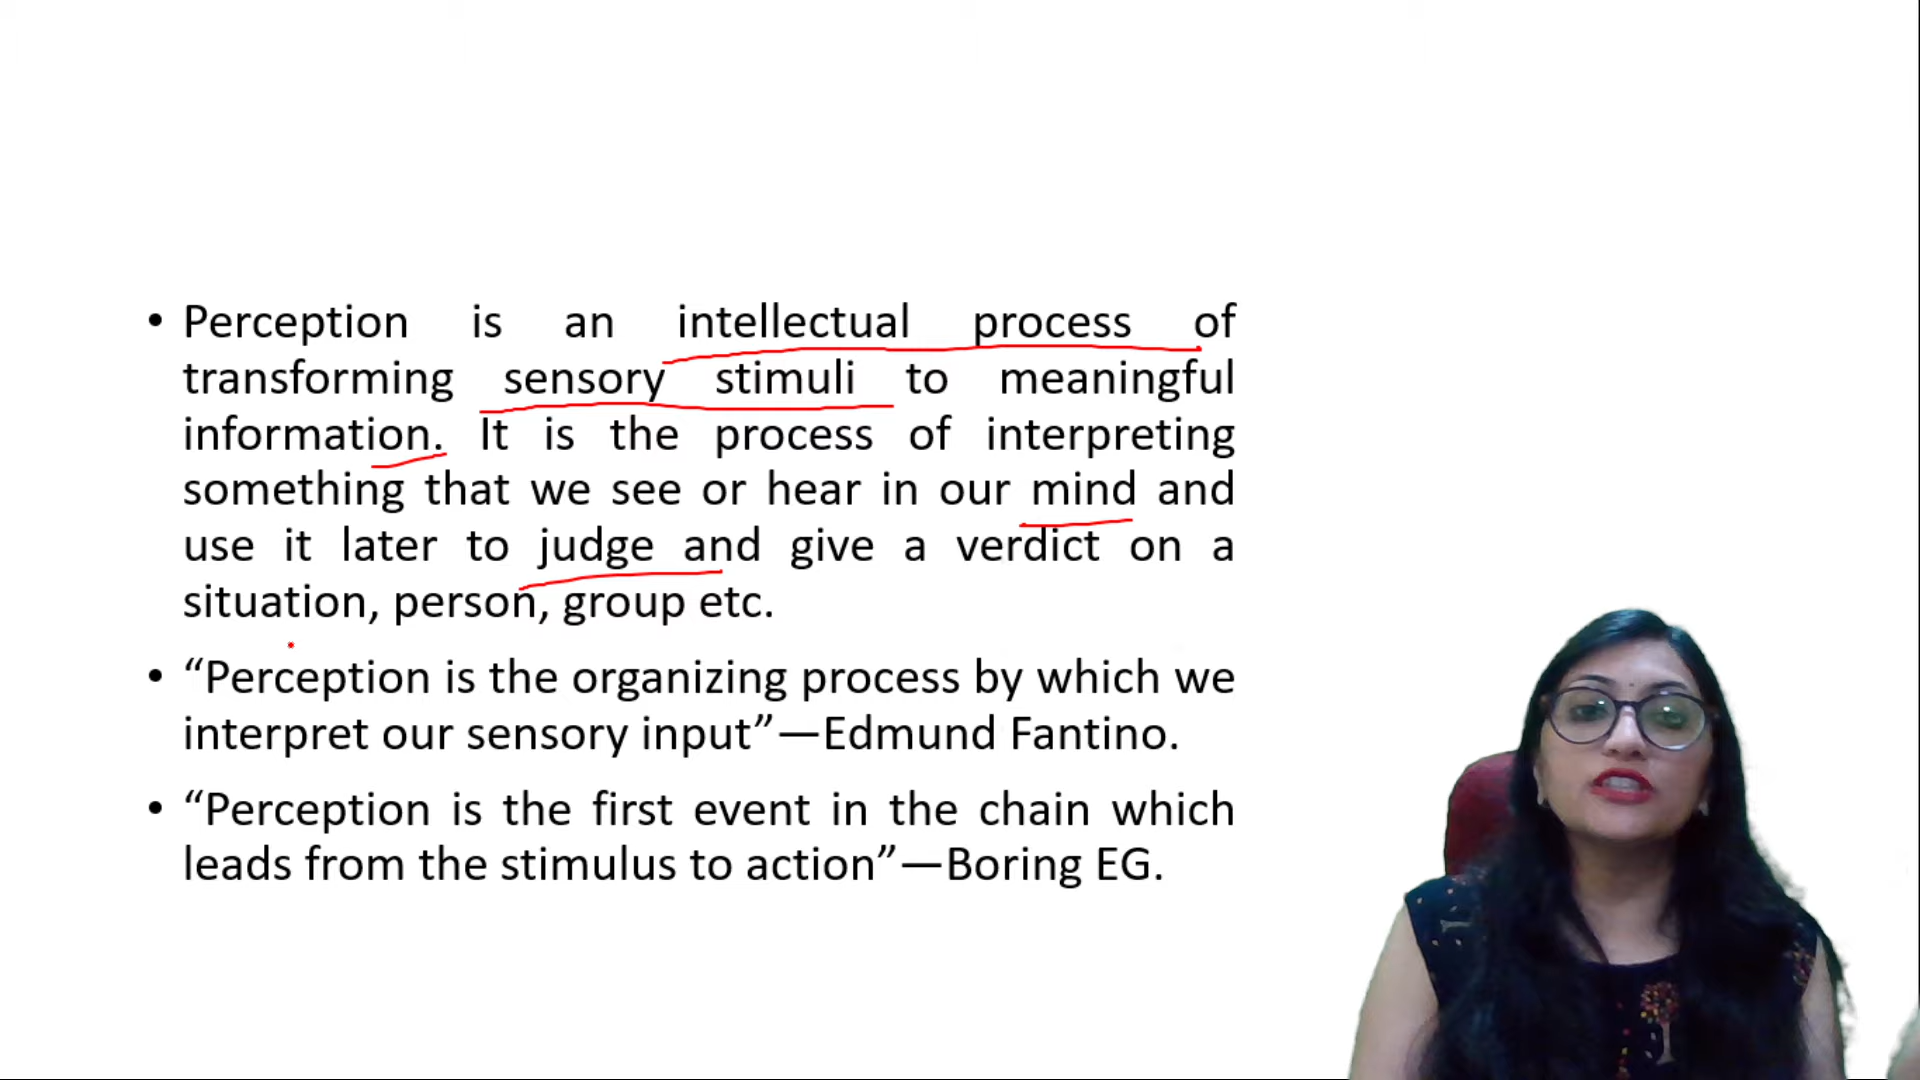 • Perception is an intellectual process of
transforming sensory stimuli to meaningful
information. It is the process of interpreting
something that we see or hear in our mind and
use it later to judge and give a verdict on a
situation, person, group etc.
• “Perception is the organizing process by which we
interpret our sensory input”—Edmund Fantino.
• “Perception is the first event in the chain which
leads from the stimulus to action”—Boring EG.